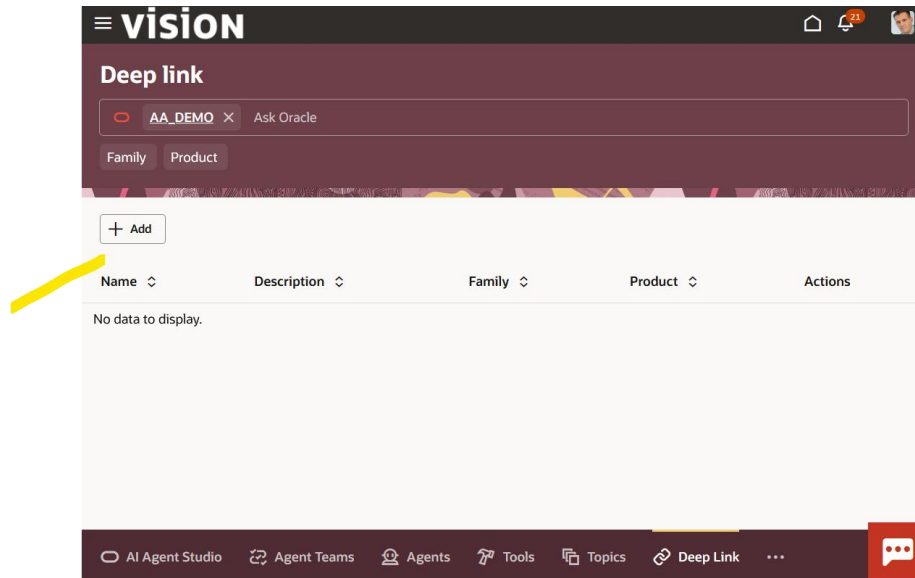 vision
21
Deep link
AA_DEMO Ask Oracle
Family Product
Add
Name Description Family Product Actions
No data to display.
AI Agent Studio Agent Teams Agents Tools Topics Deep Link